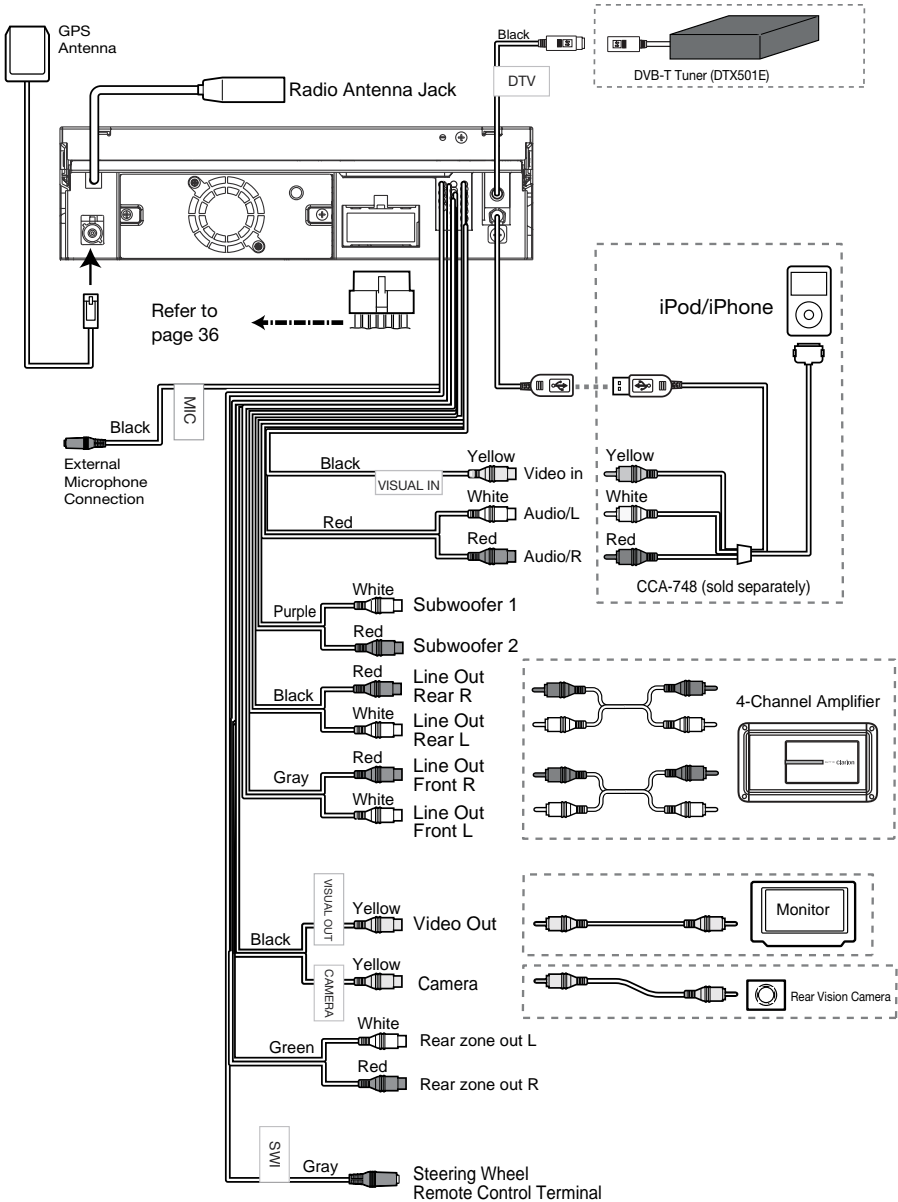 GPS
Antenna
Radio Antenna Jack
Black
DTV
DVB-T Tuner (DTX501E)
Refer to
page 36
iPod/iPhone
MIC
Black
External
Microphone
Connection
Black
VISUAL IN
Yellow
Video in
Yellow
White
Audio/L
White
Red
Red
Audio/R
Red
CCA-748 (sold separately)
Purple
White
Subwoofer 1
Red
Subwoofer 2
Black
Red
Line Out
Rear R
White
Line Out
Rear L
4-Channel Amplifier
clarion
Gray
Red
Line Out
Front R
White
Line Out
Front L
VISUAL OUT
Black
Yellow
Video Out
Monitor
CAMERA
Yellow
Camera
Rear Vision Camera
Green
White
Rear zone out L
Red
Rear zone out R
SWI
Gray
Steering Wheel
Remote Control Terminal